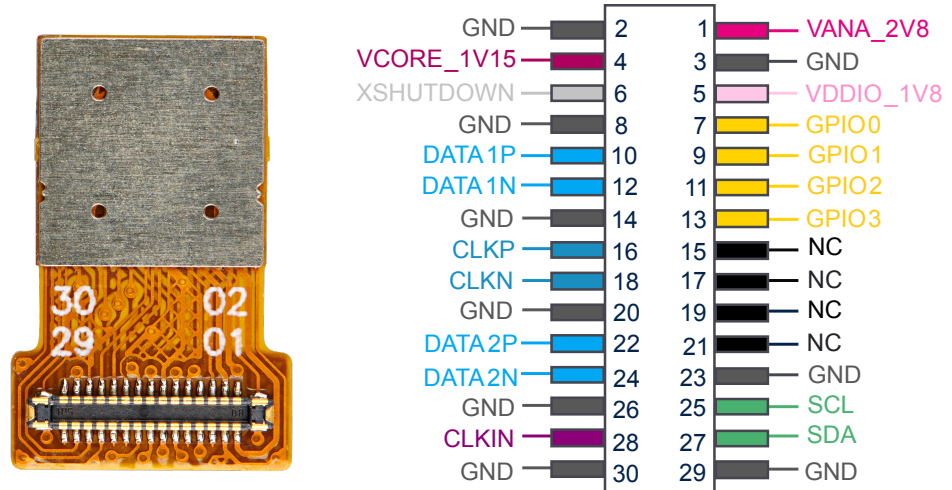 30 02
29 01
GND 2 1 VANA_2V8
VCORE_1V15 4 3 GND
XSHUTDOWN 6 5 VDDIO_1V8
GND 8 7 GPIO0
DATA1P 10 9 GPIO1
DATA1N 12 11 GPIO2
GND 14 13 GPIO3
CLKP 16 15 NC
CLKN 18 17 NC
GND 20 19 NC
DATA2P 22 21 NC
DATA2N 24 23 GND
GND 26 25 SCL
CLKIN 28 27 SDA
GND 30 29 GND